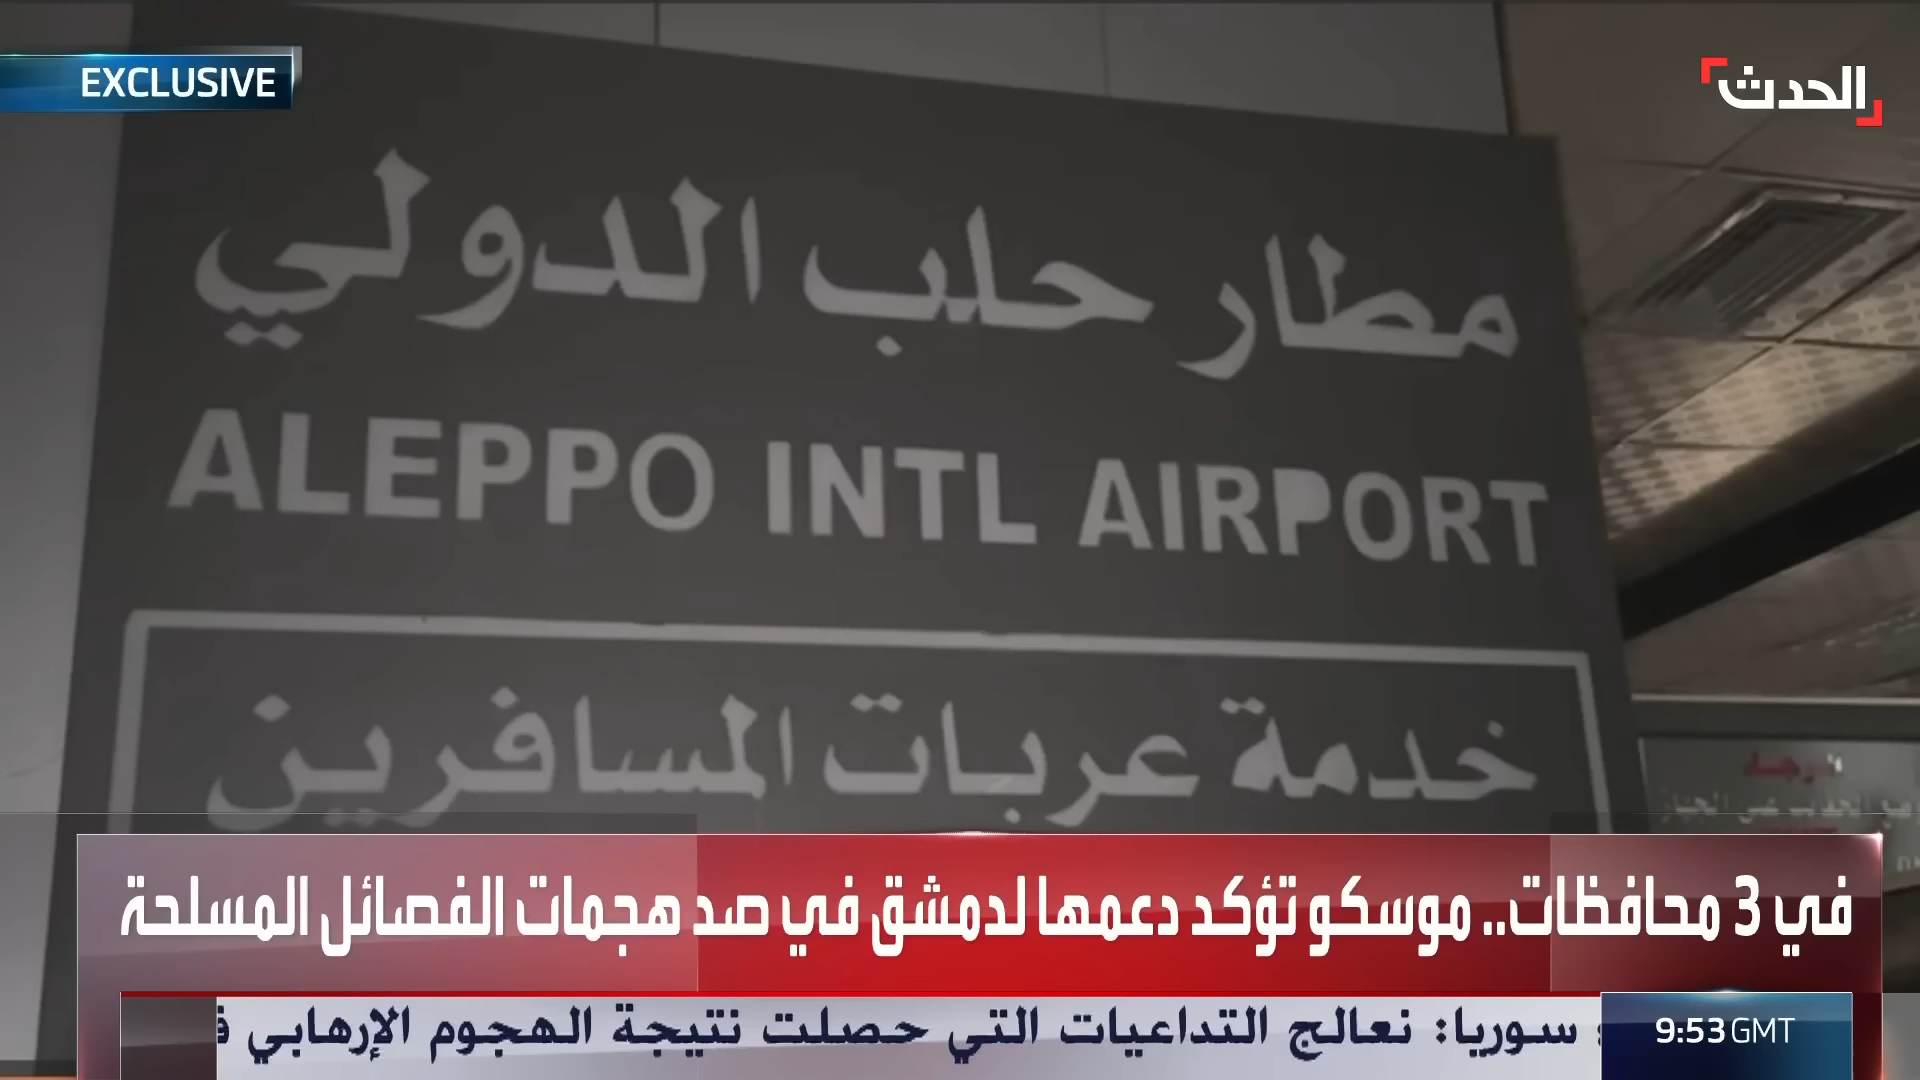 EXCLUSIVE
الحدث
مطار حلب الدولي
ALEPPO INTL AIRPORT
خدمة عربات المسافرين
في 3 محافظات.. موسكو تؤكد دعمها لدمشق في صد هجمات الفصائل المسلحة
سوريا: نعالج التداعيات التي حصلت نتيجة الهجوم الإرهابي
9:53 GMT